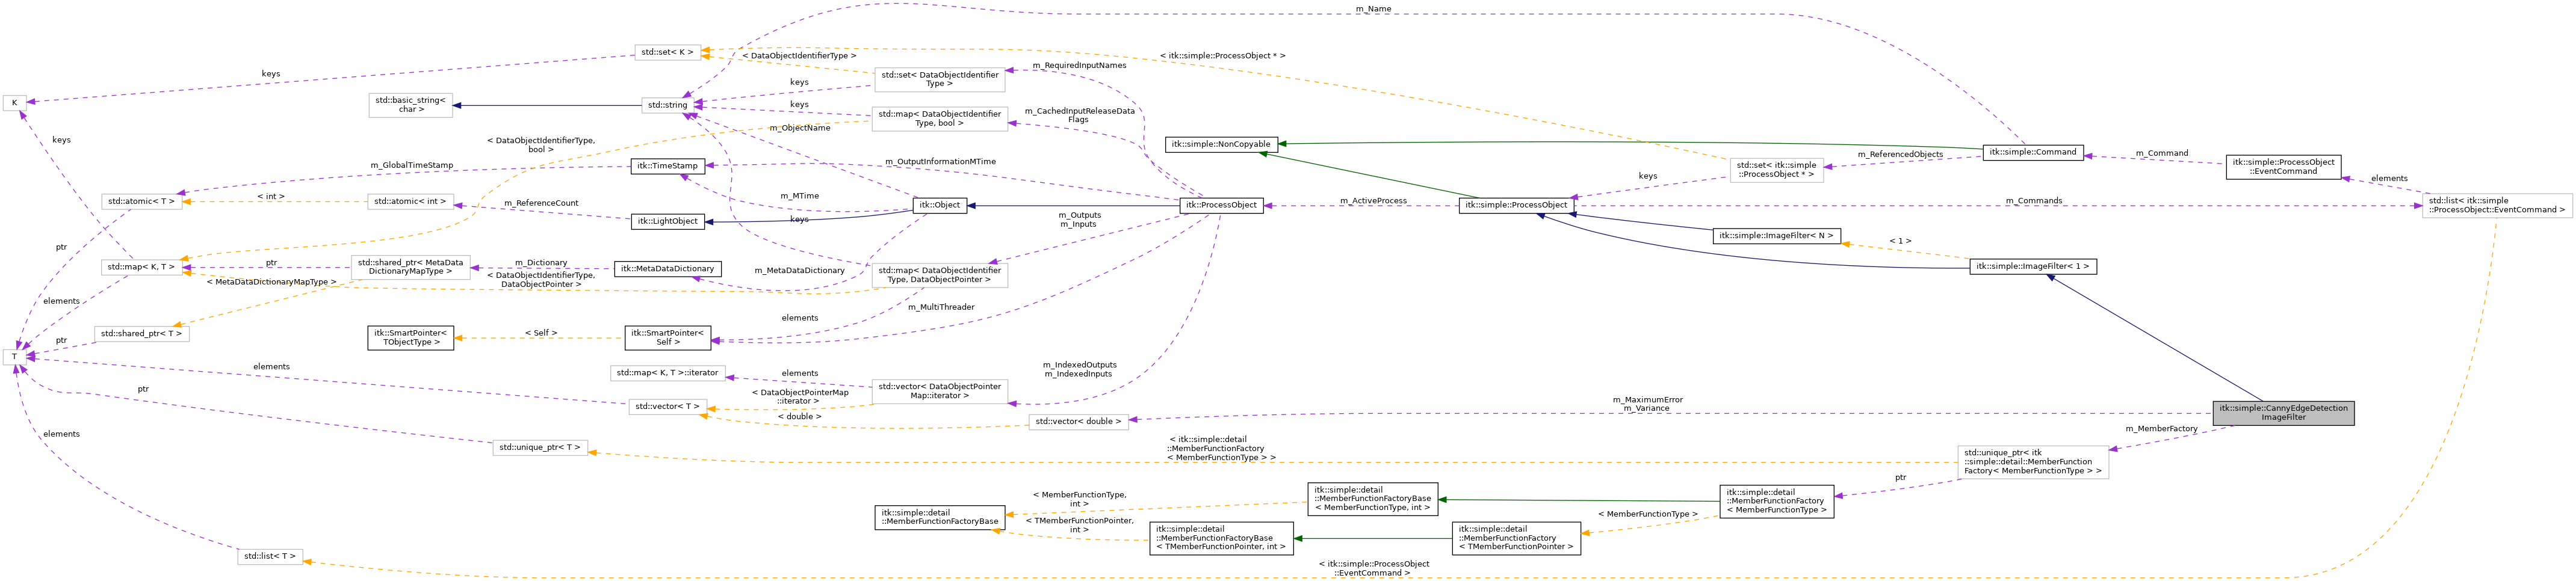 m_Name
std::set< K >
< DataObjectIdentifierType >
< itk::simple::ProcessObject * >
m_RequiredInputNames
keys
std::set< DataObjectIdentifier
Type >
keys
K
std::basic_string<
char >
std::string
keys
std::map< DataObjectIdentifier
Type, bool >
m_CachedInputReleaseData
Flags
m_ObjectName
keys
< DataObjectIdentifierType,
bool >
itk::simple::NonCopyable
itk::simple::Command
m_Command
itk::simple::ProcessObject
::EventCommand
m_GlobalTimeStamp
itk::TimeStamp
m_OutputInformationMTime
m_ReferencedObjects
std::set< itk::simple
::ProcessObject * >
keys
elements
std::atomic< T >
< int >
std::atomic< int >
m_ReferenceCount
m_MTime
itk::Object
itk::ProcessObject
m_ActiveProcess
itk::simple::ProcessObject
m_Commands
std::list< itk::simple
::ProcessObject::EventCommand >
itk::LightObject
keys
m_Outputs
m_Inputs
itk::simple::ImageFilter< N >
< 1 >
ptr
std::map< K, T >
ptr
std::shared_ptr< MetaData
DictionaryMapType >
m_Dictionary
itk::MetaDataDictionary
m_MetaDataDictionary
std::map< DataObjectIdentifier
Type, DataObjectPointer >
itk::simple::ImageFilter< 1 >
< MetaDataDictionaryMapType >
< DataObjectIdentifierType,
DataObjectPointer >
elements
m_MultiThreader
elements
std::shared_ptr< T >
itk::SmartPointer<
TObjectType >
< Self >
itk::SmartPointer<
Self >
ptr
T
elements
std::map< K, T >::iterator
elements
std::vector< DataObjectPointer
Map::iterator >
m_IndexedOutputs
m_IndexedInputs
ptr
std::vector< T >
< DataObjectPointerMap
::iterator >
< double >
std::vector< double >
m_MaximumError
m_Variance
itk::simple::CannyEdgeDetection
ImageFilter
m_MemberFactory
elements
std::unique_ptr< T >
< itk::simple::detail
::MemberFunctionFactory
< MemberFunctionType > >
std::unique_ptr< itk
::simple::detail::MemberFunction
Factory< MemberFunctionType > >
ptr
itk::simple::detail
::MemberFunctionFactoryBase
< MemberFunctionType,
int >
itk::simple::detail
::MemberFunctionFactoryBase
< MemberFunctionType, int >
itk::simple::detail
::MemberFunctionFactory
< MemberFunctionType >
< TMemberFunctionPointer,
int >
itk::simple::detail
::MemberFunctionFactoryBase
< TMemberFunctionPointer, int >
itk::simple::detail
::MemberFunctionFactory
< TMemberFunctionPointer >
< MemberFunctionType >
std::list< T >
< itk::simple::ProcessObject
::EventCommand >